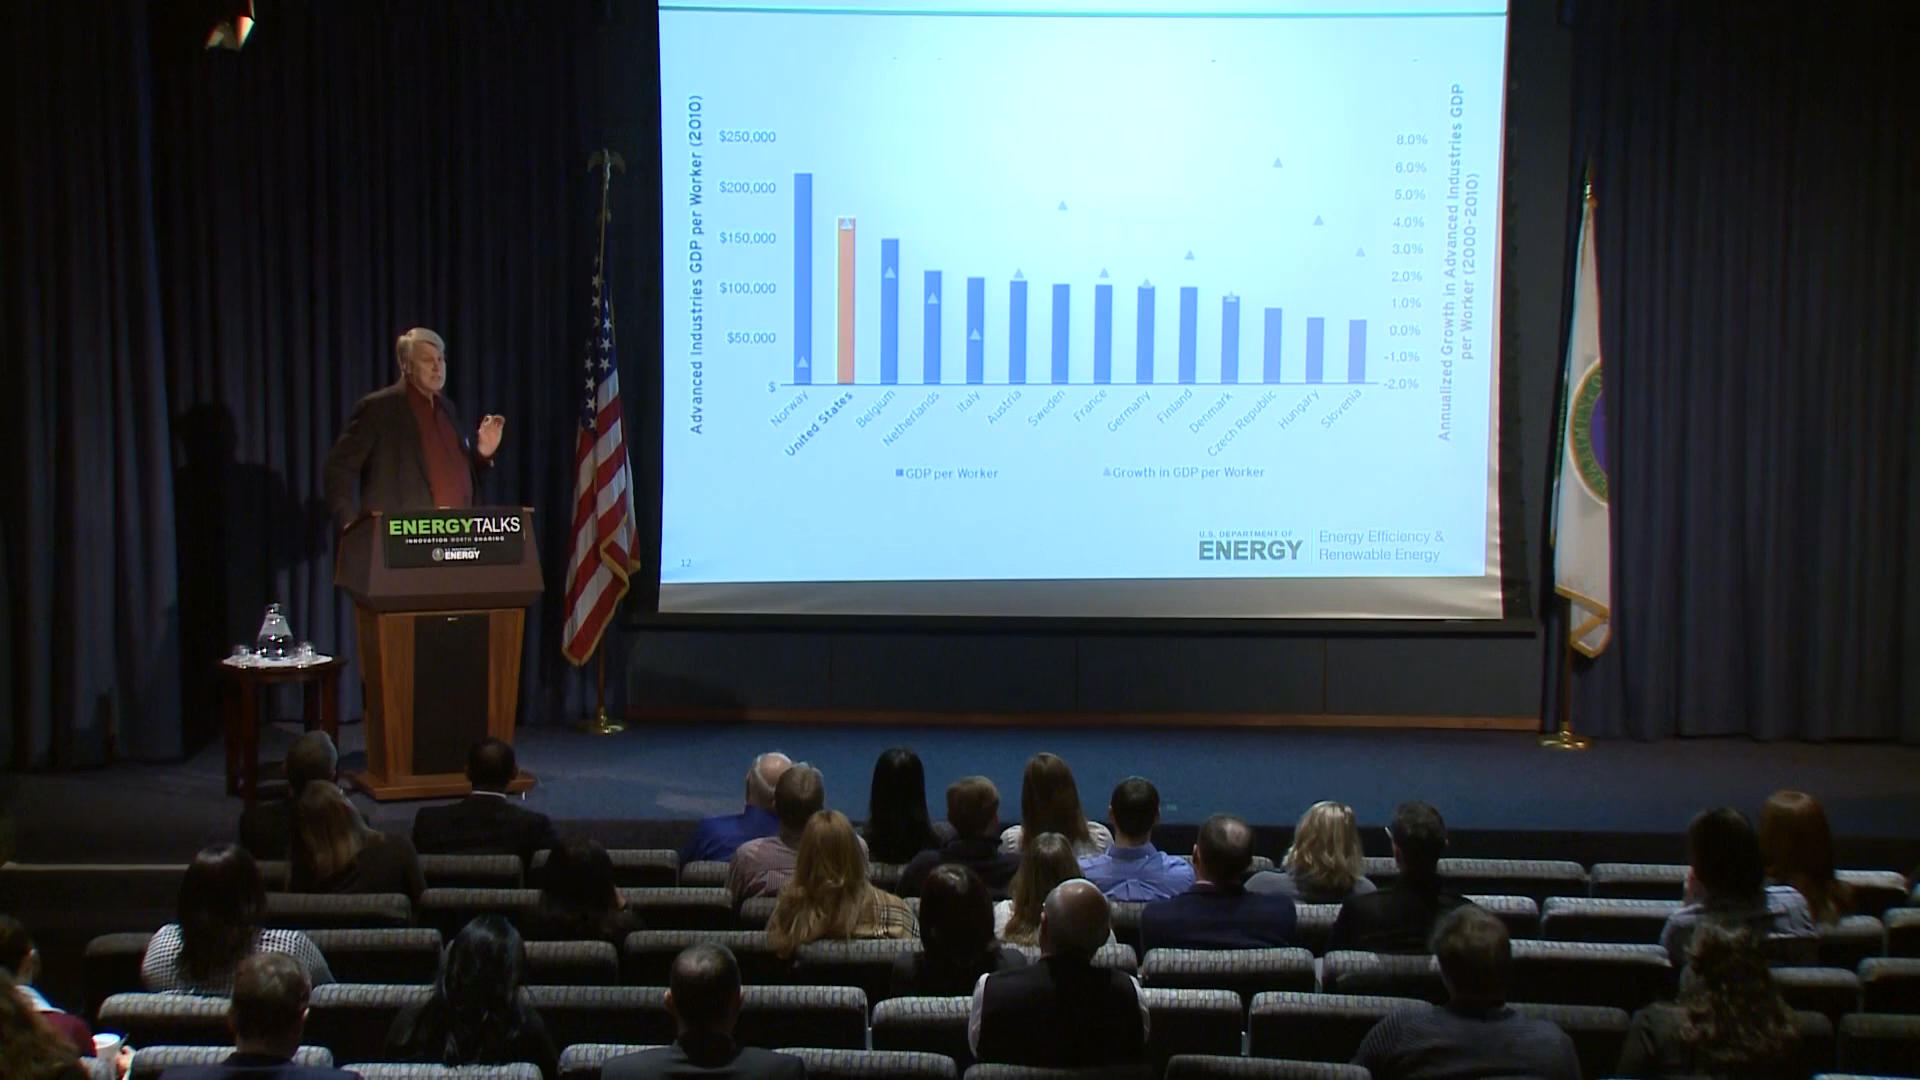 Advanced Industries GDP per Worker (2010)
$250,000
$200,000
$150,000
$100,000
$50,000
$
8.0%
6.0%
5.0%
4.0%
3.0%
2.0%
1.0%
0.0%
-1.0%
-2.0%
Annualized Growth in Advanced Industries GDP
per Worker (2000-2010)
Norway
United States
Belgium
Netherlands
Italy
Austria
Sweden
France
Germany
Finland
Denmark
Czech Republic
Hungary
Slovenia
GDP per Worker
Growth in GDP per Worker
U.S. DEPARTMENT OF
ENERGY
Energy Efficiency &
Renewable Energy
12
ENERGYTALKS
INNOVATION WORTH SHARING
U.S. DEPARTMENT OF
ENERGY